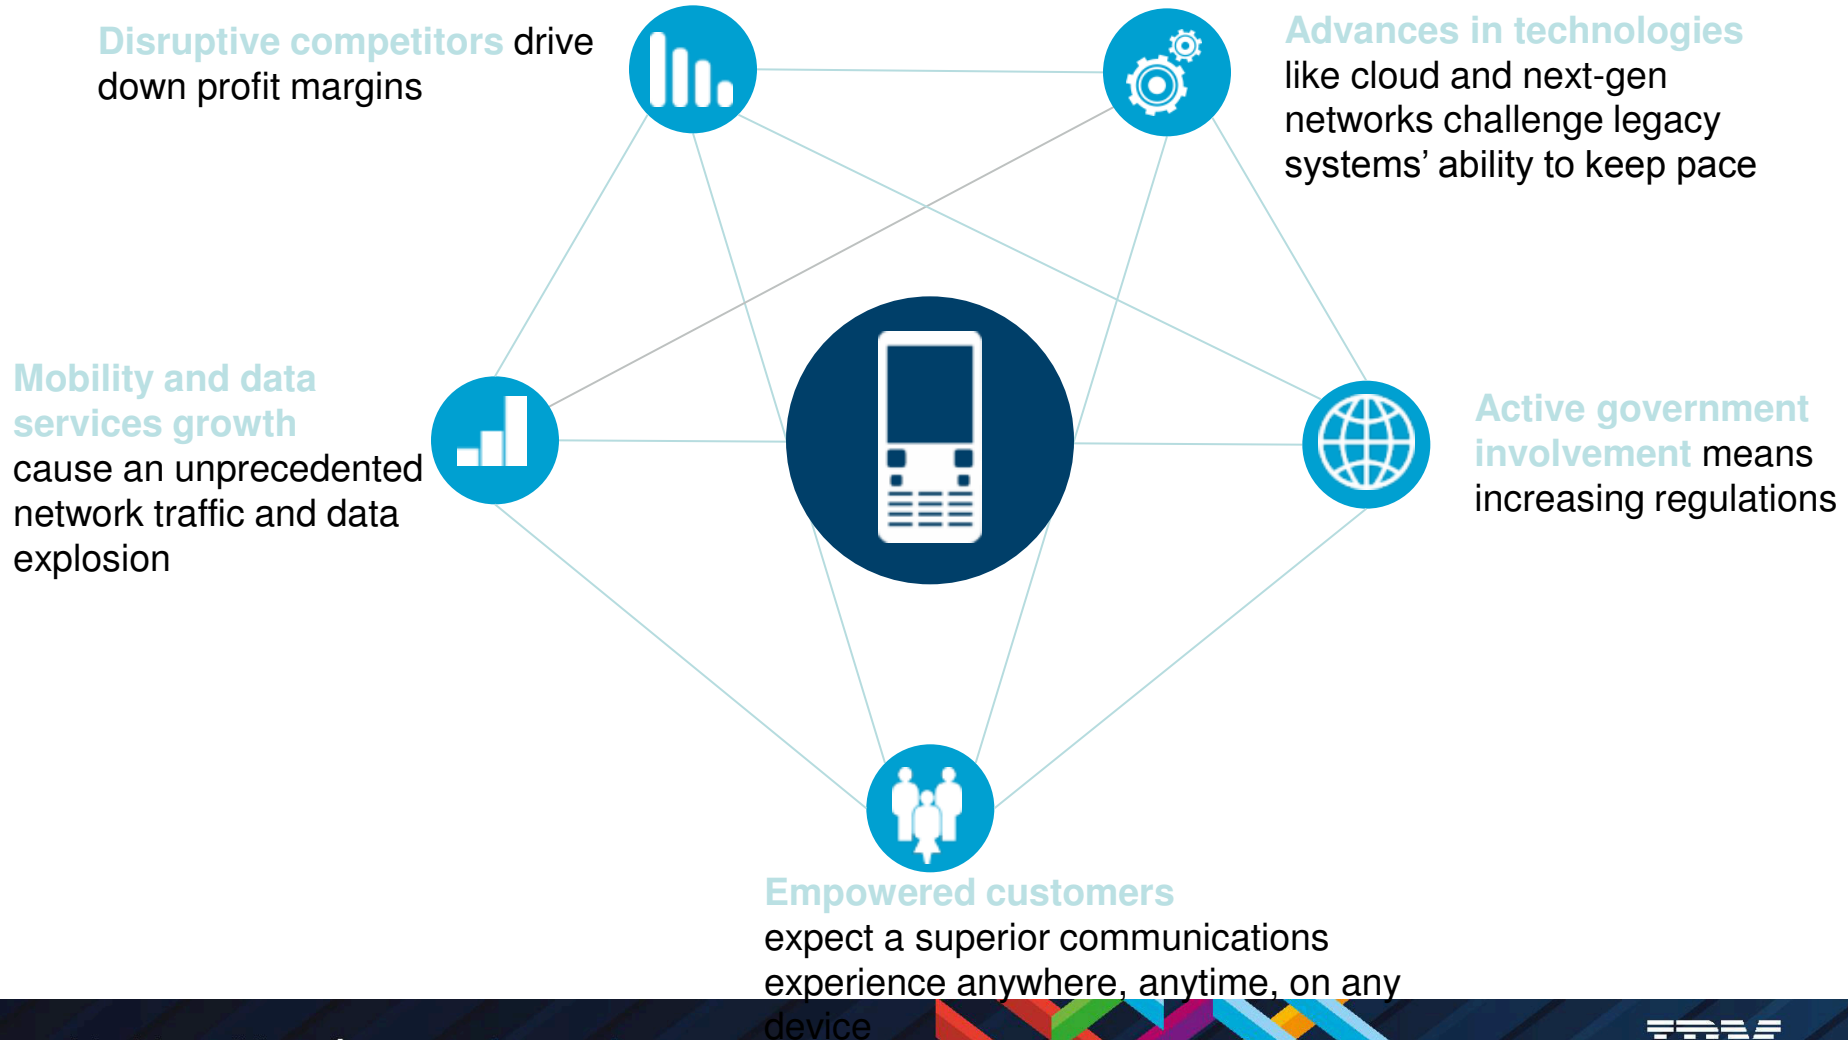 Disruptive competitors drive
down profit margins
Advances in technologies
like cloud and next-gen
networks challenge legacy
systems’ ability to keep pace
Mobility and data
services growth
cause an unprecedented
network traffic and data
explosion
Active government
involvement means
increasing regulations
Empowered customers
expect a superior communications
experience anywhere, anytime, on any
device
IBM